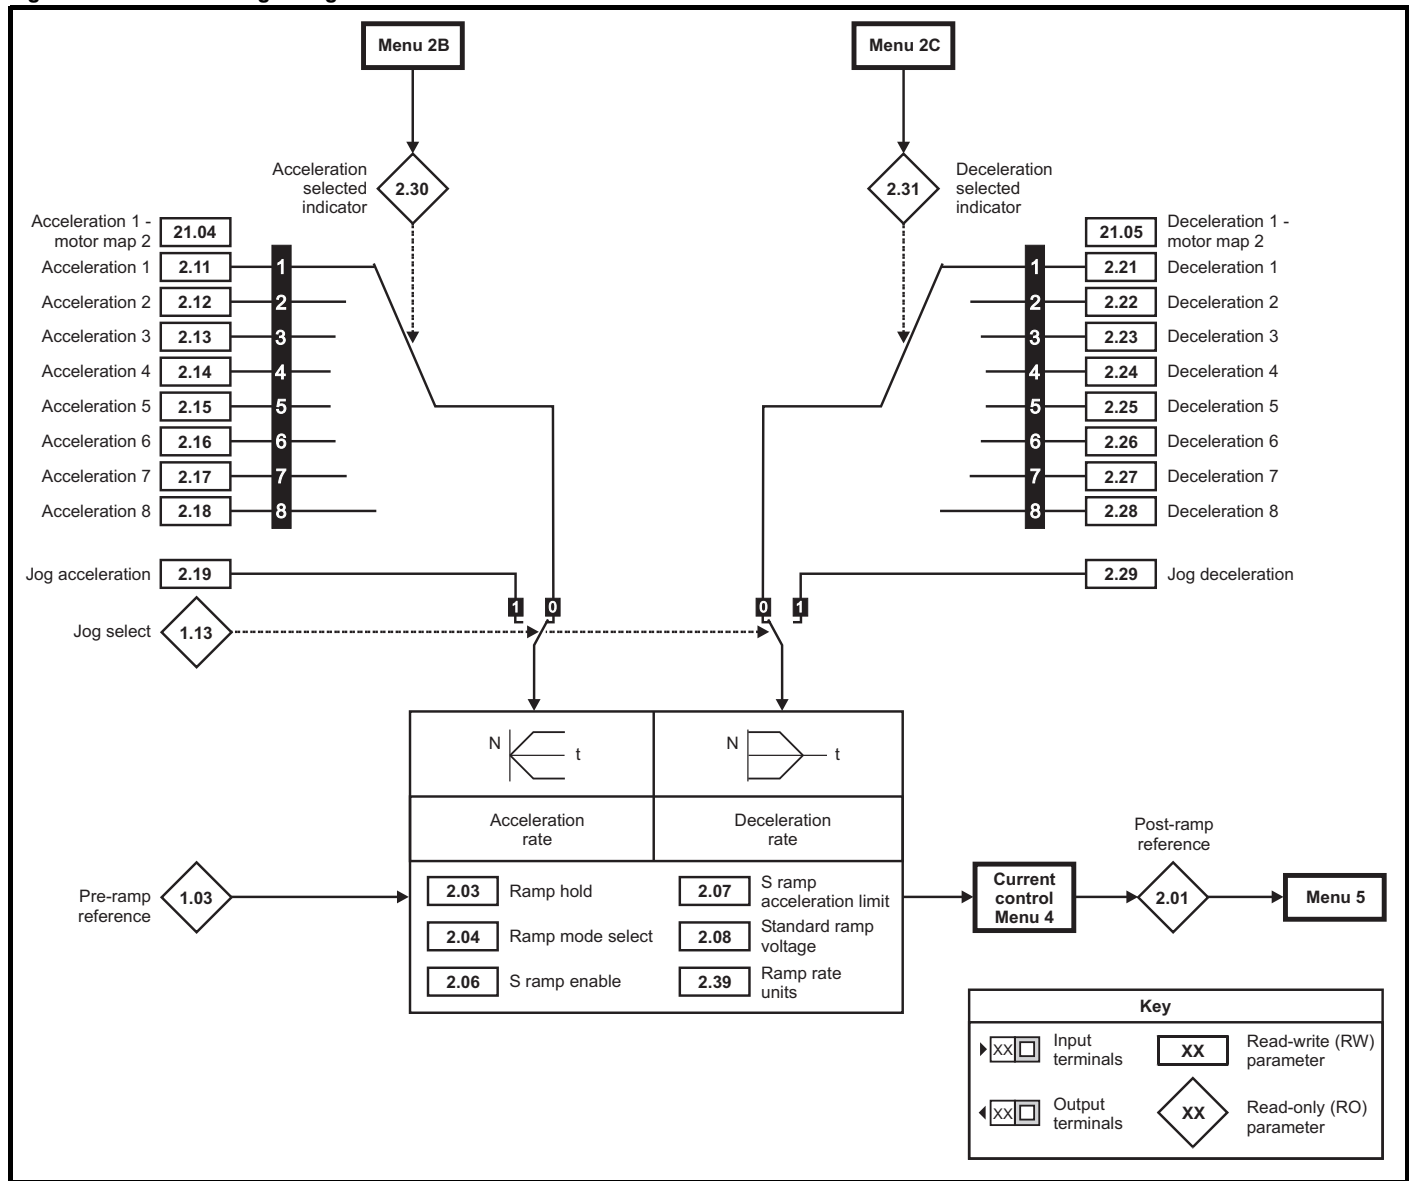 Menu 2B
Menu 2C
Acceleration
selected
indicator
2.30
2.31
Deceleration
selected
indicator
Acceleration 1 -
motor map 2
21.04
Acceleration 1
2.11
1
Acceleration 2
2.12
2
Acceleration 3
2.13
3
Acceleration 4
2.14
4
Acceleration 5
2.15
5
Acceleration 6
2.16
6
Acceleration 7
2.17
7
Acceleration 8
2.18
8
21.05
Deceleration 1 -
motor map 2
1
2.21
Deceleration 1
2
2.22
Deceleration 2
3
2.23
Deceleration 3
4
2.24
Deceleration 4
5
2.25
Deceleration 5
6
2.26
Deceleration 6
7
2.27
Deceleration 7
8
2.28
Deceleration 8
Jog acceleration
2.19
2.29
Jog deceleration
1 0
0 1
Jog select
1.13
N
t
N
t
Acceleration
rate
Deceleration
rate
Pre-ramp
reference
1.03
2.03
Ramp hold
2.04
Ramp mode select
2.06
S ramp enable
2.07
S ramp
acceleration limit
2.08
Standard ramp
voltage
2.39
Ramp rate
units
Current
control
Menu 4
Post-ramp
reference
2.01
Menu 5
Key
XX
Input
terminals
XX
Read-write (RW)
parameter
XX
Output
terminals
XX
Read-only (RO)
parameter